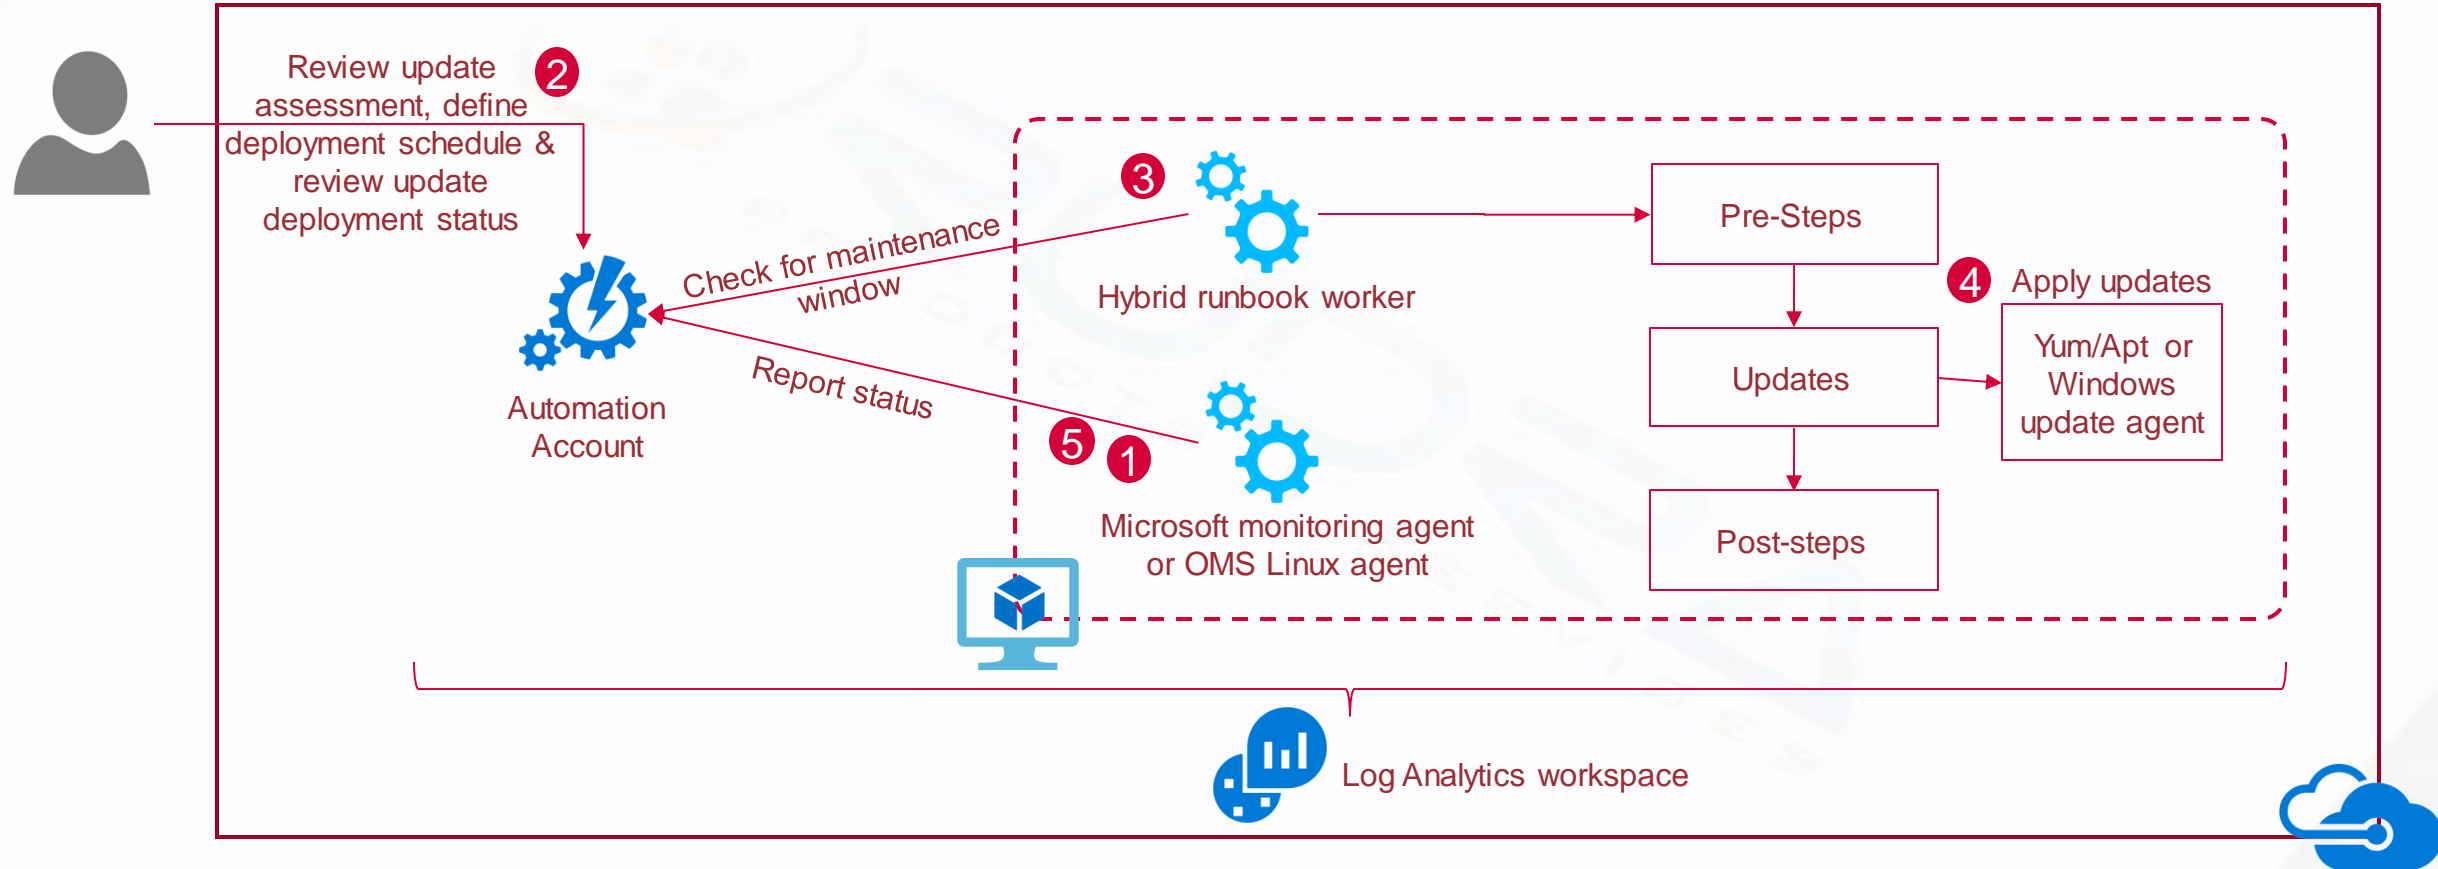 Review update
assessment, define
deployment schedule &
review update
deployment status
2
Automation
Account
Check for maintenance
window
Report status
3
Hybrid runbook worker
5
1
Microsoft monitoring agent
or OMS Linux agent
Pre-Steps
4
Apply updates
Updates
Yum/Apt or
Windows
update agent
Post-steps
Log Analytics workspace